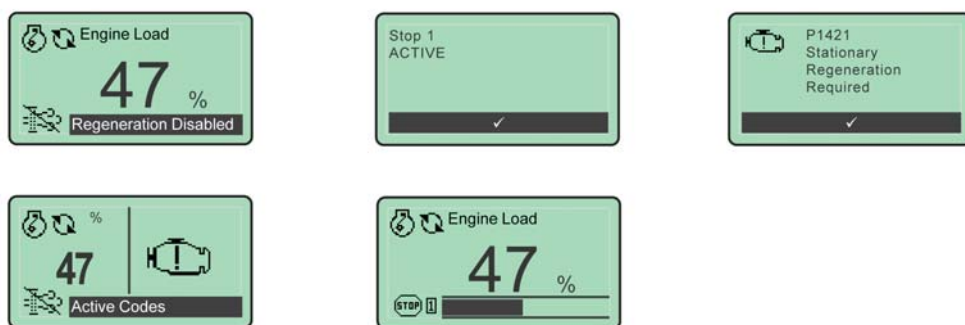 Engine Load
47 %
Regeneration Disabled
Stop 1
ACTIVE
✓
P1421
Stationary
Regeneration
Required
✓
%
47
Active Codes
Engine Load
47 %
STOP 1